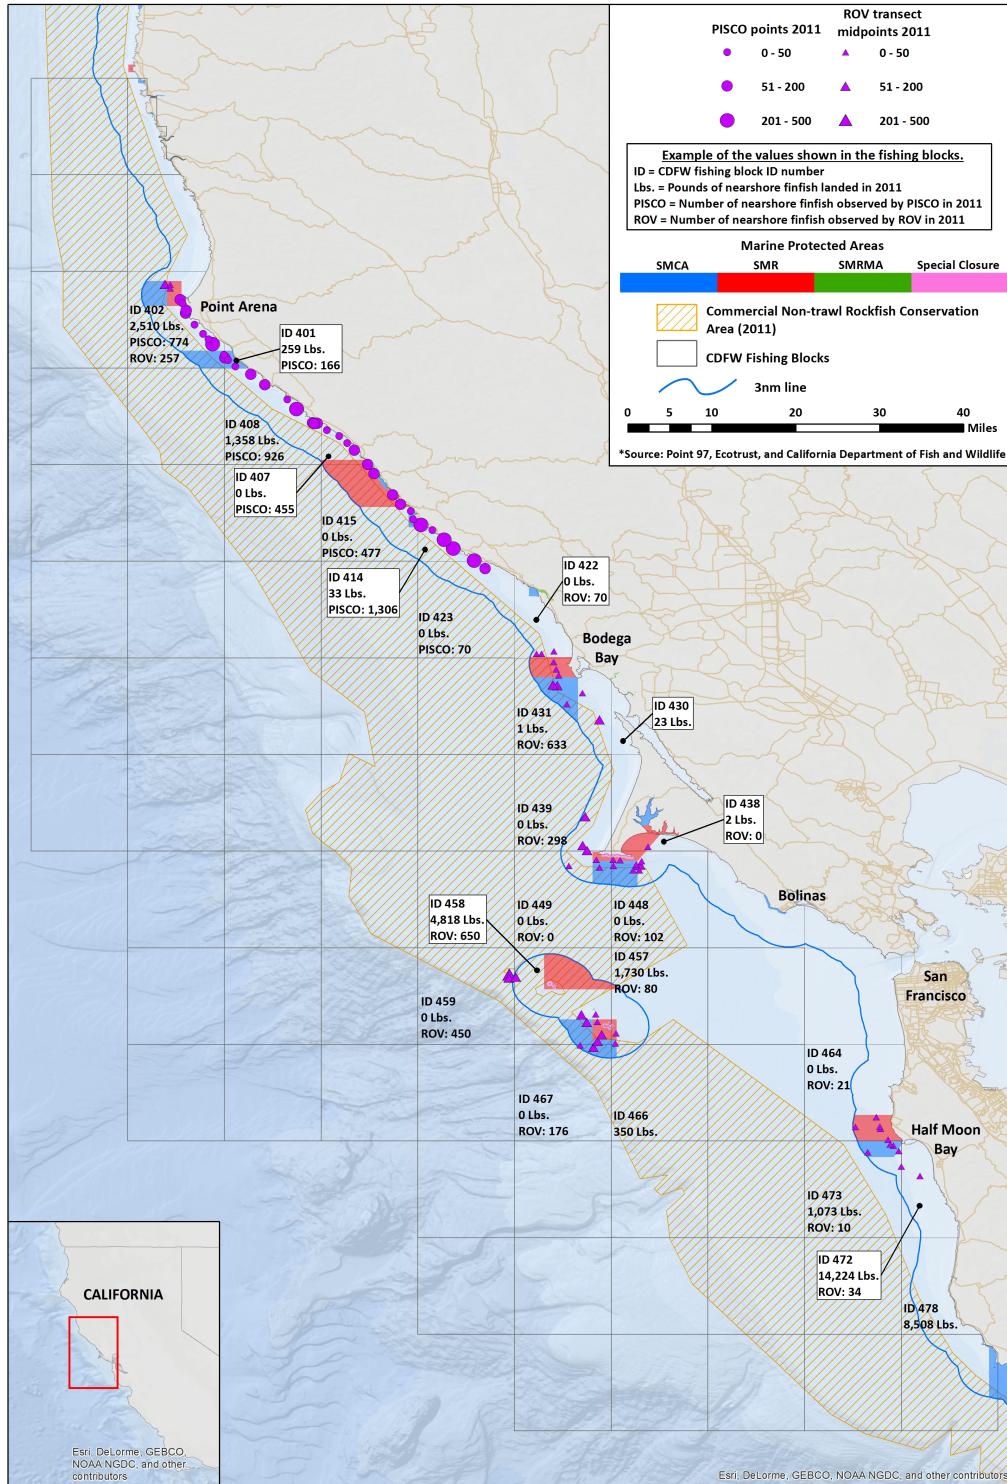 PISCO points 2011
ROV transect
midpoints 2011
0 - 50
0 - 50
51 - 200
51 - 200
201 - 500
201 - 500
Example of the values shown in the fishing blocks.
ID = CDFW fishing block ID number
Lbs. = Pounds of nearshore finfish landed in 2011
PISCO = Number of nearshore finfish observed by PISCO in 2011
ROV = Number of nearshore finfish observed by ROV in 2011
Marine Protected Areas
SMCA SMR SMRMA Special Closure
Commercial Non-trawl Rockfish Conservation
Area (2011)
CDFW Fishing Blocks
3nm line
0 5 10 20 30 40
Miles
*Source: Point 97, Ecotrust, and California Department of Fish and Wildlife
Point Arena
ID 402
2,510 Lbs.
PISCO: 774
ROV: 257
ID 401
259 Lbs.
PISCO: 166
ID 408
1,358 Lbs.
PISCO: 926
ID 407
0 Lbs.
PISCO: 455
ID 415
0 Lbs.
PISCO: 477
ID 414
33 Lbs.
PISCO: 1,306
ID 422
0 Lbs.
ROV: 70
ID 423
0 Lbs.
PISCO: 70
Bodega
Bay
ID 431
1 Lbs.
ROV: 633
ID 430
23 Lbs.
ID 439
0 Lbs.
ROV: 298
ID 438
2 Lbs.
ROV: 0
Bolinas
ID 458
4,818 Lbs.
ROV: 650
ID 449
0 Lbs.
ROV: 0
ID 448
0 Lbs.
ROV: 102
ID 457
1,730 Lbs.
ROV: 80
San
Francisco
ID 459
0 Lbs.
ROV: 450
ID 464
0 Lbs.
ROV: 21
ID 467
0 Lbs.
ROV: 176
ID 466
350 Lbs.
Half Moon
Bay
ID 473
1,073 Lbs.
ROV: 10
ID 472
14,224 Lbs.
ROV: 34
ID 478
8,508 Lbs.
CALIFORNIA
Esri, DeLorme, GEBCO,
NOAA NGDC, and other
contributors
Esri, DeLorme, GEBCO, NOAA NGDC, and other contributors